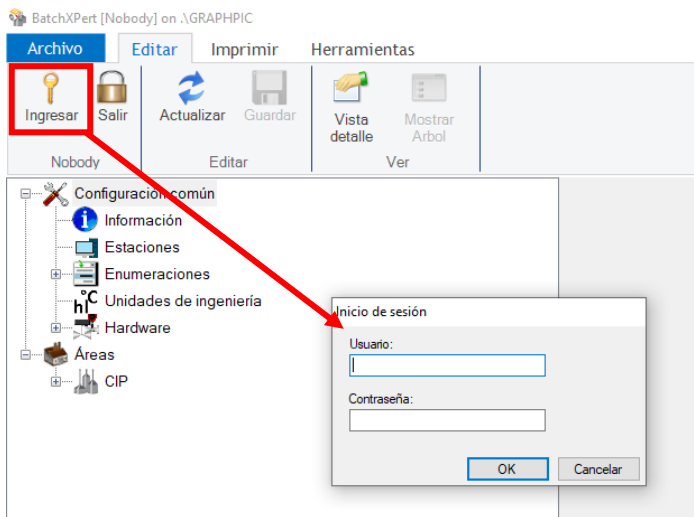 BatchXPert [Nobody] on .\GRAPHPIC
Archivo Editar Imprimir Herramientas
Ingresar Salir Actualizar Guardar Vista detalle Mostrar Arbol
Nobody Editar Ver
Configuración común
Información
Estaciones
Enumeraciones
h|°C Unidades de ingeniería
Hardware
Áreas
CIP
Inicio de sesión
Usuario:
Contraseña:
OK Cancelar